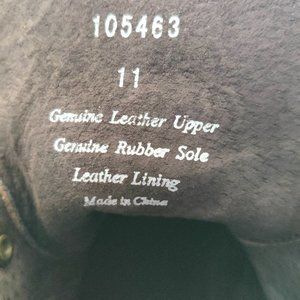 105463
11
Genuine Leather Upper
Genuine Rubber Sole
Leather Lining
Made in China